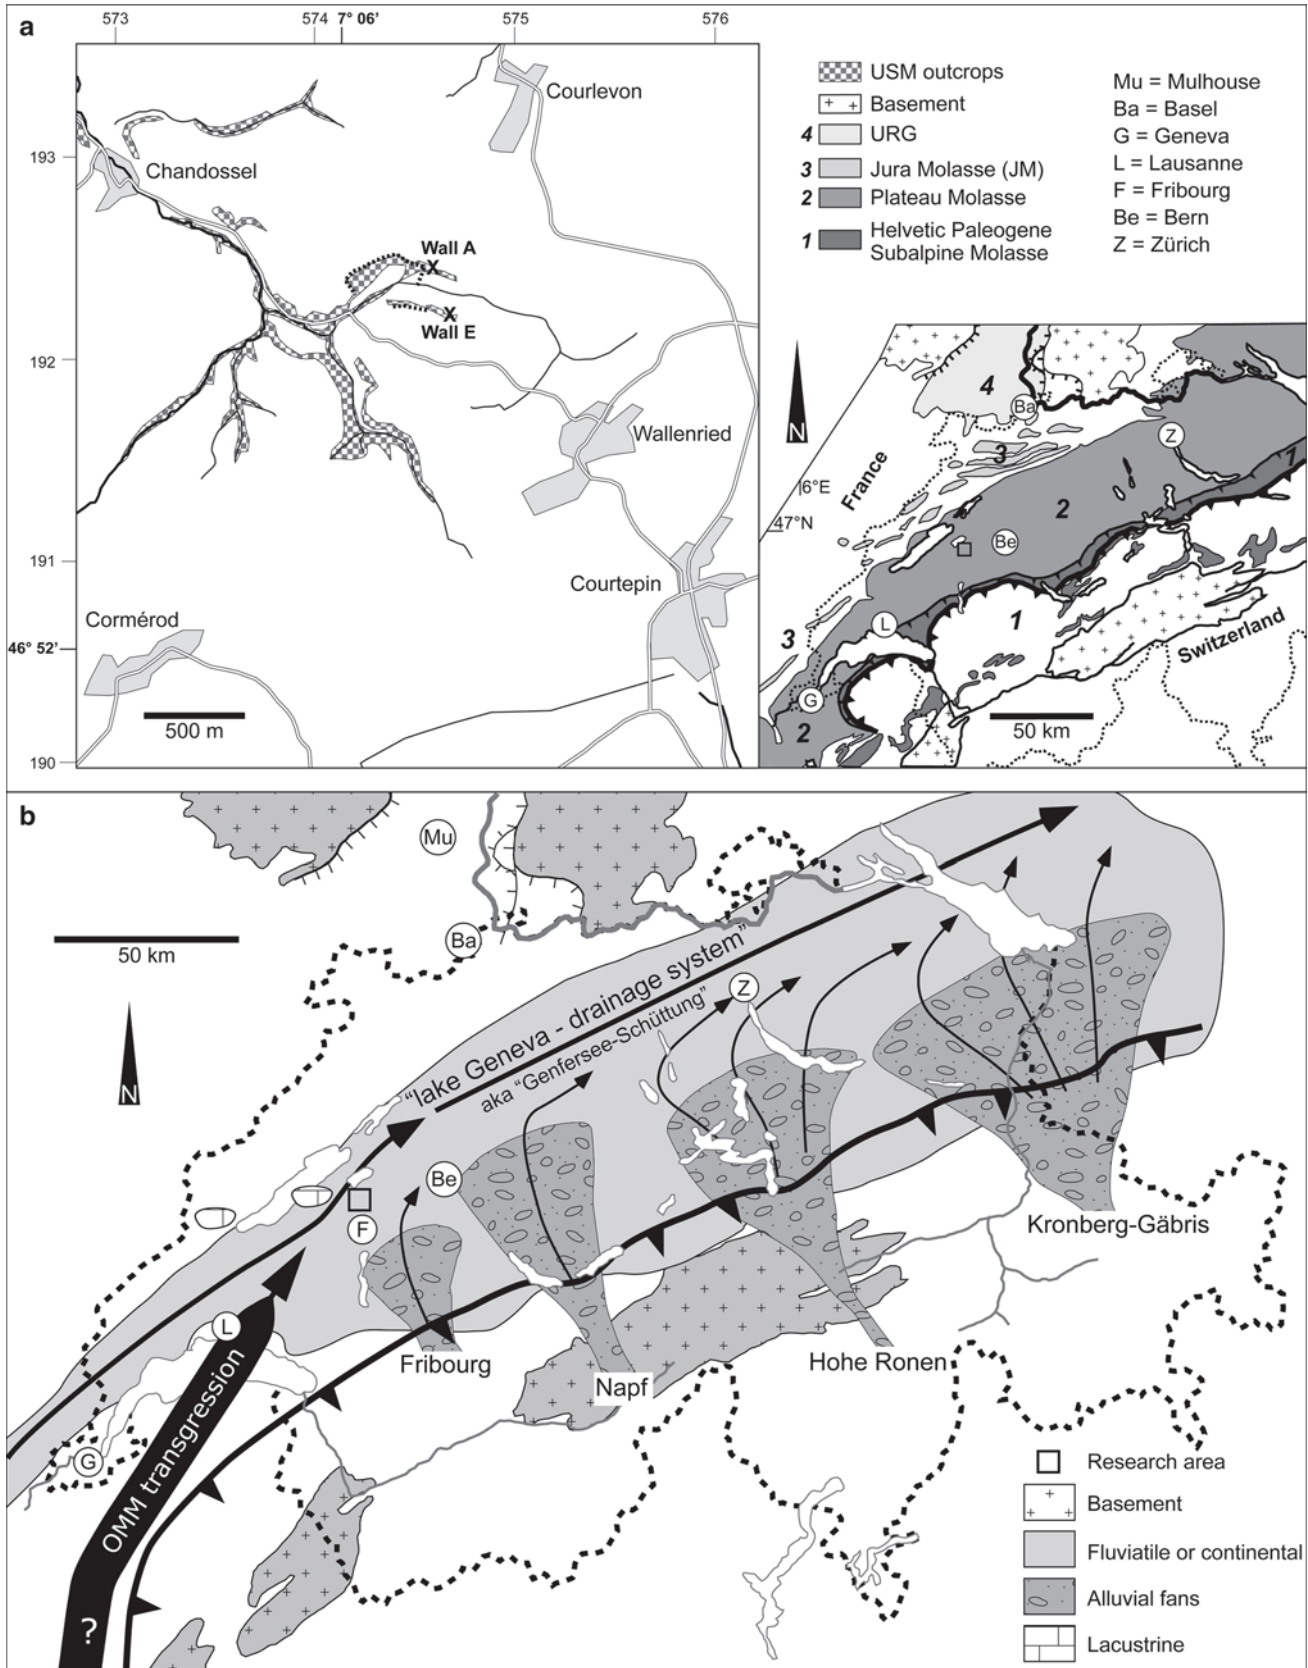 a
573
574
7° 06'
575
576
193
192
191
46° 52'
190
Courlevon
Chandossel
Wall A
Wall E
Wallenried
Courtepin
Cormérod
500 m
USM outcrops
Basement
4 URG
3 Jura Molasse (JM)
2 Plateau Molasse
1 Helvetic Paleogene
Subalpine Molasse
Mu = Mulhouse
Ba = Basel
G = Geneva
L = Lausanne
F = Fribourg
Be = Bern
Z = Zürich
N
4
Ba
Z
3
1
France
6°E
47°N
2
Be
L
1
3
Switzerland
G
2
50 km
b
Mu
Ba
50 km
N
"lake Geneva - drainage system"
aka "Genfersee-Schüttung"
Z
Be
F
L
G
OMM transgression
?
Fribourg
Napf
Hohe Ronen
Kronberg-Gäbris
Research area
Basement
Fluviatile or continental
Alluvial fans
Lacustrine